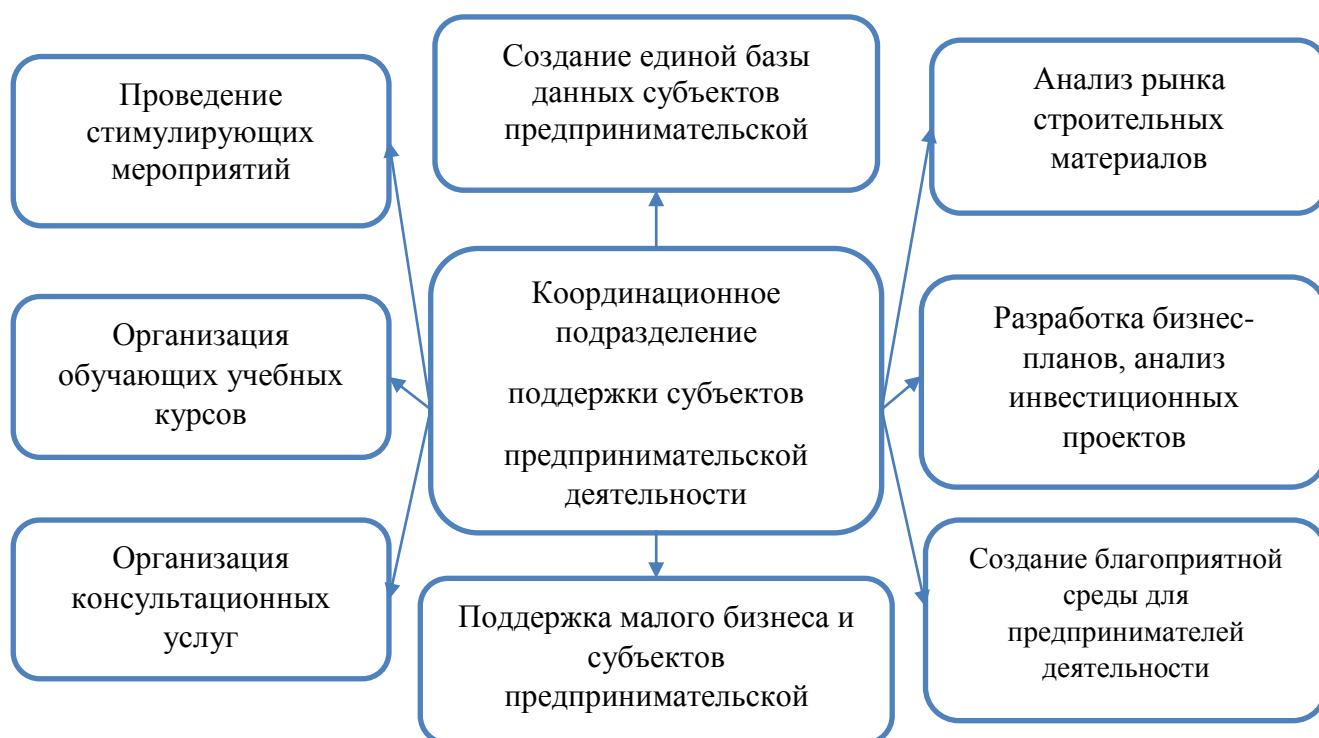 Проведение
стимулирующих
мероприятий
Создание единой базы
данных субъектов
предпринимательской
Анализ рынка
строительных
материалов
Организация
обучающих учебных
курсов
Координационное
подразделение
поддержки субъектов
предпринимательской
деятельности
Разработка бизнес-
планов, анализ
инвестиционных
проектов
Организация
консультационных
услуг
Поддержка малого бизнеса и
субъектов
предпринимательской
Создание благоприятной
среды для
предпринимателей
деятельности